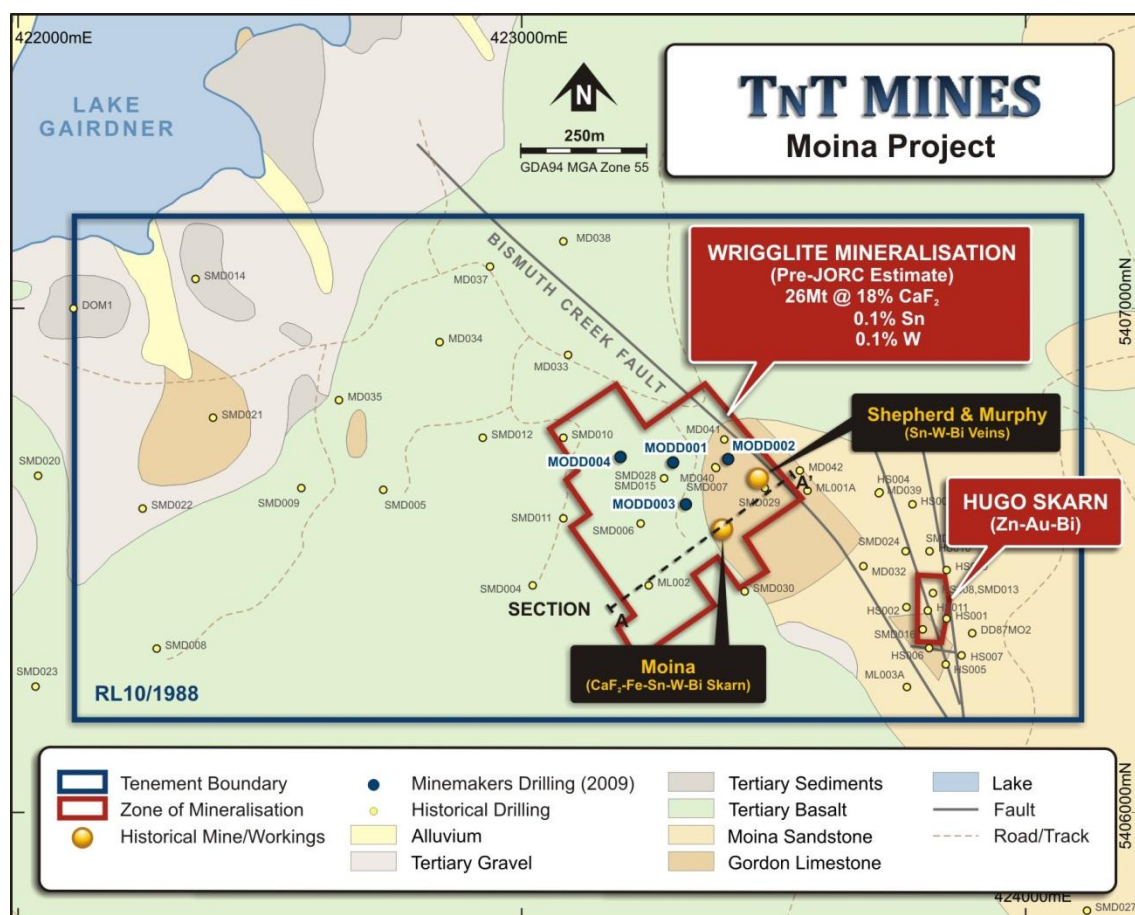 422000mE
423000mE
LAKE
GAIRDNER
N
250m
GDA94 MGA Zone 55
TNT MINES
Moina Project
5407000mN
BISMUTH CREEK FAULT
WRIGGLITE MINERALISATION
(Pre-JORC Estimate)
26Mt @ 18% CaF₂
0.1% Sn
0.1% W
MD038
MD037
SMD014
DOM1
MD034
MD033
MD035
SMD021
Shepherd & Murphy
(Sn-W-Bi Veins)
SMD012
SMD010
MD041
MODD002
MODD001
MODD004
SMD020
SMD028
SMD015
MD040
SMD007
MD042
A'
ML001A
SMD029
HS004
MD039
SMD009
SMD005
SMD022
MODD003
HUGO SKARN
(Zn-Au-Bi)
SMD011
SMD006
SMD024
MD032
SMD004
ML002
SMD030
SECTION
A
HS002
SMD013
HS001
SMD016
DD87MO2
HS006
HS007
HS005
ML003A
SMD008
SMD023
Moina
(CaF₂-Fe-Sn-W-Bi Skarn)
RL10/1988
Tenement Boundary
Zone of Mineralisation
Historical Mine/Workings
Minemakers Drilling (2009)
Historical Drilling
Alluvium
Tertiary Gravel
Tertiary Sediments
Tertiary Basalt
Moina Sandstone
Gordon Limestone
Lake
Fault
Road/Track
5406000mN
424000mE
SMD027